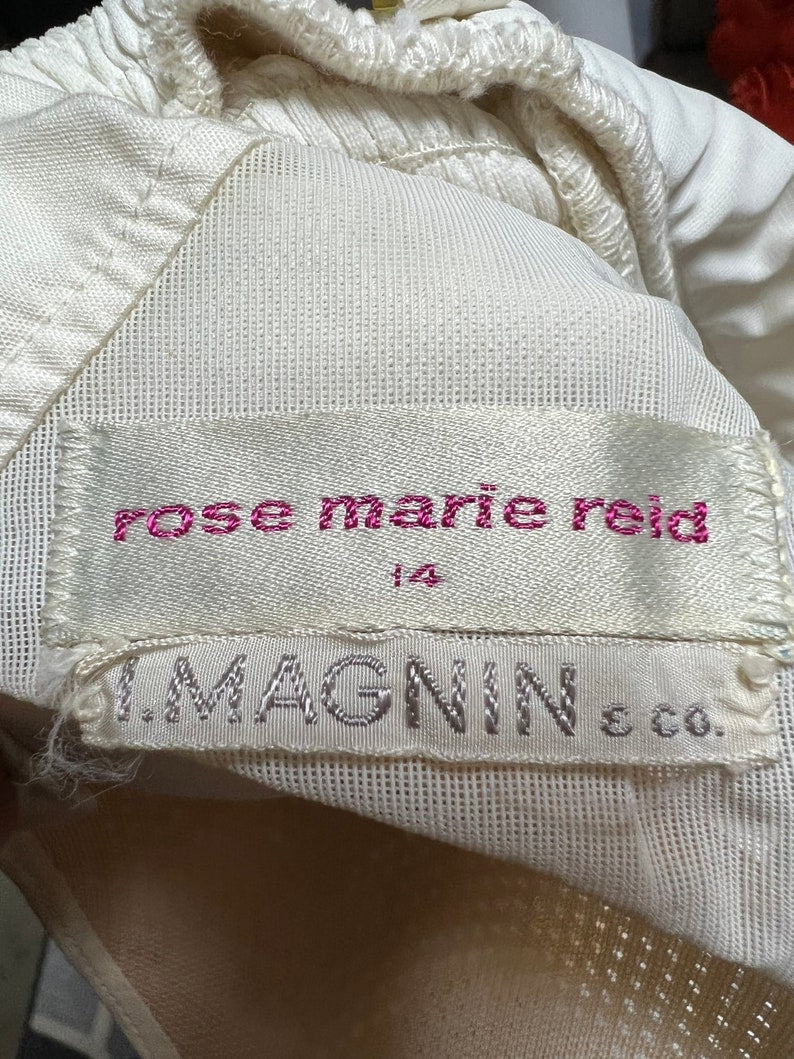 rose marie reid
14
I.MAGNIN & CO.